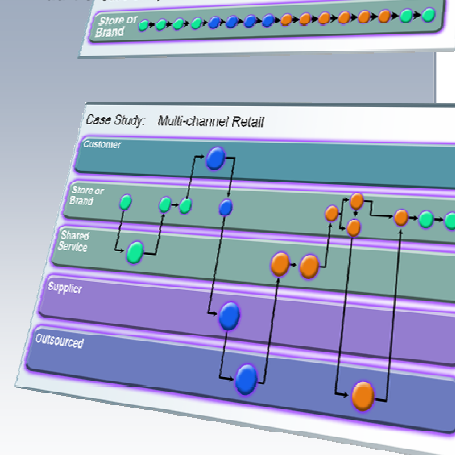 Store or
Brand
Case Study: Multi-channel Retail
Customer
Store or
Brand
Shared
Service
Supplier
Outsourced